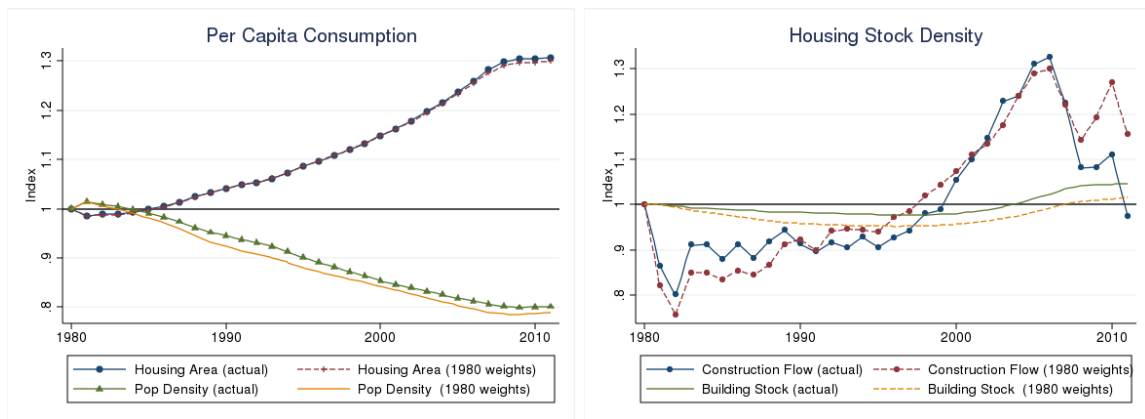 Per Capita Consumption
Index
1.3
1.2
1.1
1
.9
.8
1980
1990
2000
2010
Housing Area (actual)
Housing Area (1980 weights)
Pop Density (actual)
Pop Density (1980 weights)
Housing Stock Density
Index
1.3
1.2
1.1
1
.9
.8
1980
1990
2000
2010
Construction Flow (actual)
Construction Flow (1980 weights)
Building Stock (actual)
Building Stock (1980 weights)